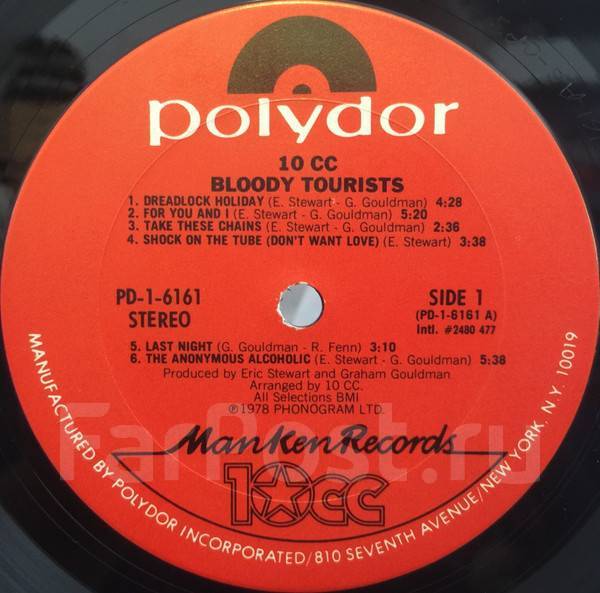 polydor
10 CC
BLOODY TOURISTS
1. DREADLOCK HOLIDAY (E. Stewart - G. Gouldman) 4:28
2. FOR YOU AND I (E. Stewart - G. Gouldman) 5:20
3. TAKE THESE CHAINS (E. Stewart - G. Gouldman) 2:36
4. SHOCK ON THE TUBE (DON'T WANT LOVE) (E. Stewart) 3:38
PD-1-6161
STEREO
SIDE 1
(PD-1-6161 A)
Intl. #2480 477
5. LAST NIGHT (G. Gouldman - R. Fenn) 3:10
6. THE ANONYMOUS ALCOHOLIC (E. Stewart - G. Gouldman) 5:38
Produced by Eric Stewart and Graham Gouldman
Arranged by 10 CC.
All Selections BMI
℗1978 PHONOGRAM LTD.
ManKen Records
10CC
MANUFACTURED BY POLYDOR INCORPORATED/810 SEVENTH AVENUE/NEW YORK, N.Y. 10019
FarPost.ru